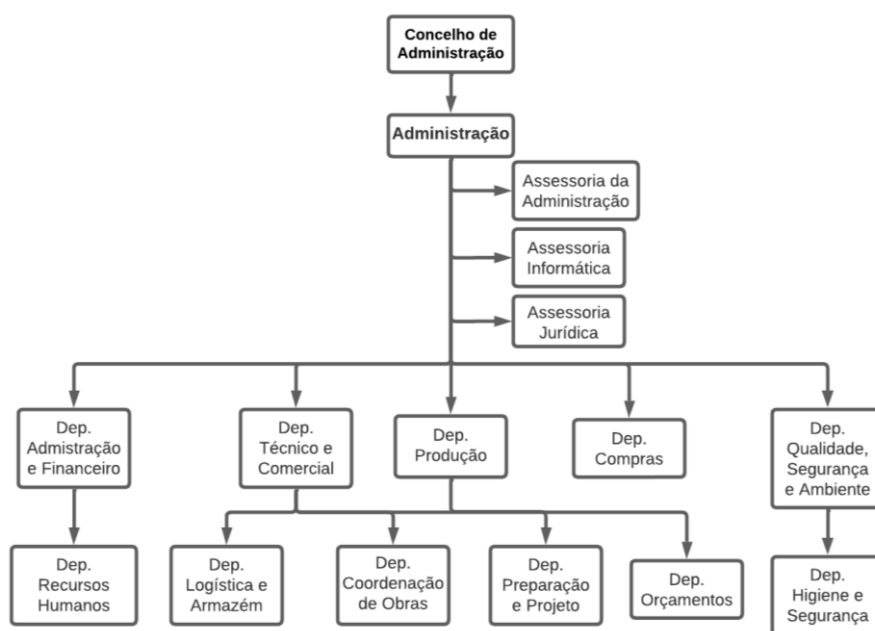 Concelho de
Administração
Administração
Assessoria da
Administração
Assessoria
Informática
Assessoria
Jurídica
Dep.
Admistração
e Financeiro
Dep.
Técnico e
Comercial
Dep.
Produção
Dep.
Compras
Dep.
Qualidade,
Segurança
e Ambiente
Dep.
Recursos
Humanos
Dep.
Logística e
Armazém
Dep.
Coordenação
de Obras
Dep.
Preparação
e Projeto
Dep.
Orçamentos
Dep.
Higiene e
Segurança